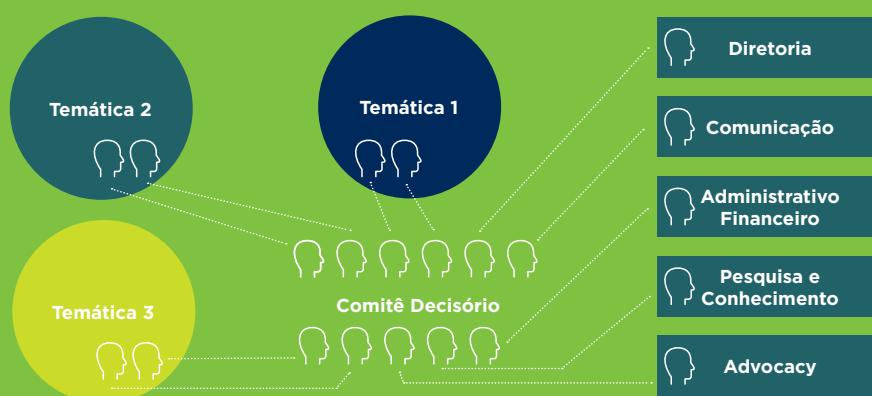 Temática 2
Temática 1
Temática 3
Comitê Decisório
Diretoria
Comunicação
Administrativo
Financeiro
Pesquisa e
Conhecimento
Advocacy